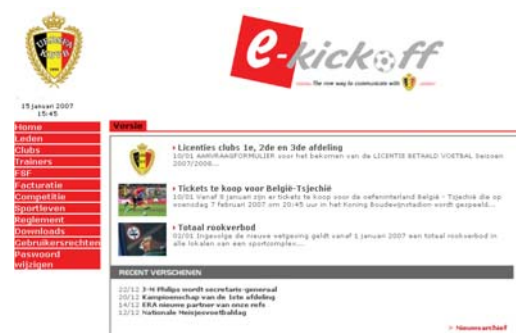 e-kickoff
The new way to communicate with
15 januari 2007
15:45
Home
Leden
Clubs
Trainers
FSF
Facturatie
Competitie
Sportleven
Reglement
Downloads
Gebruikersrechten
Paswoord
wijzigen
Versie
Licenties clubs 1e, 2de en 3de afdeling
10/01 AANVRAAGFORMULIER voor het bekomen van de LICENTIE BETAALD VOETBAL Seizoen
2007/2008...
Tickets te koop voor België-Tsjechië
10/01 Vanaf 8 januari zijn er tickets te koop voor de oefeninterland België - Tsjechië die op
woensdag 7 februari 2007 om 20:45 uur in het Koning Boudewijnstadion wordt gespeeld...
Totaal rookverbod
02/01 Ingevolge de nieuwe wetgeving geldt vanaf 1 januari 2007 een totaal rookverbod in
alle lokalen van een sportcomplex...
RECENT VERSCHENEN
22/12 J-M Philips wordt secretaris-generaal
20/12 Kampioenschap van de 1ste afdeling
14/12 ERA nieuwe partner van onze refs
12/12 Nationale Meisjesvoetbaldag
> Nieuwsarchief